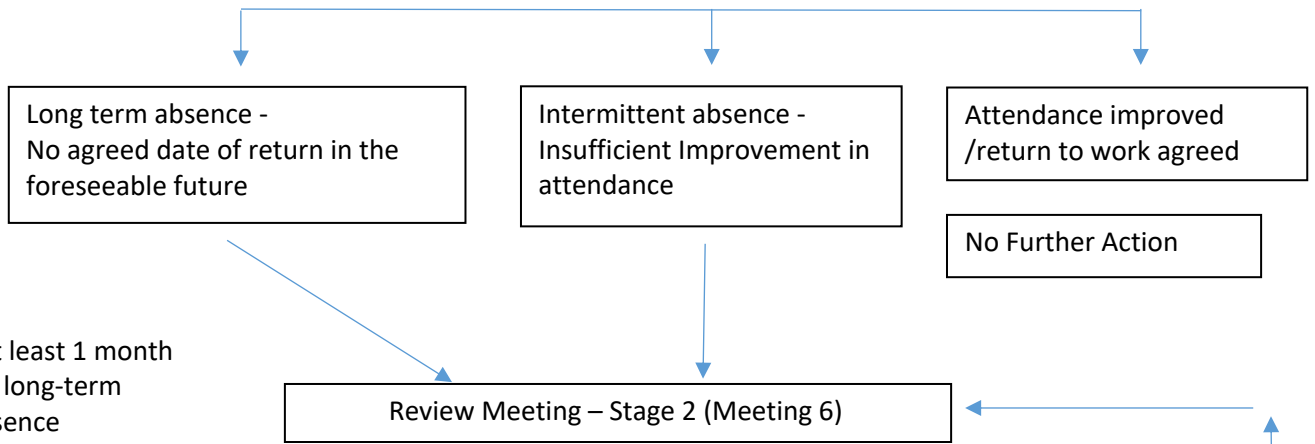 Long term absence -
No agreed date of return in the
foreseeable future
Intermittent absence -
Insufficient Improvement in
attendance
Attendance improved
/return to work agreed
No Further Action
least 1 month
long-term
Review Meeting – Stage 2 (Meeting 6)